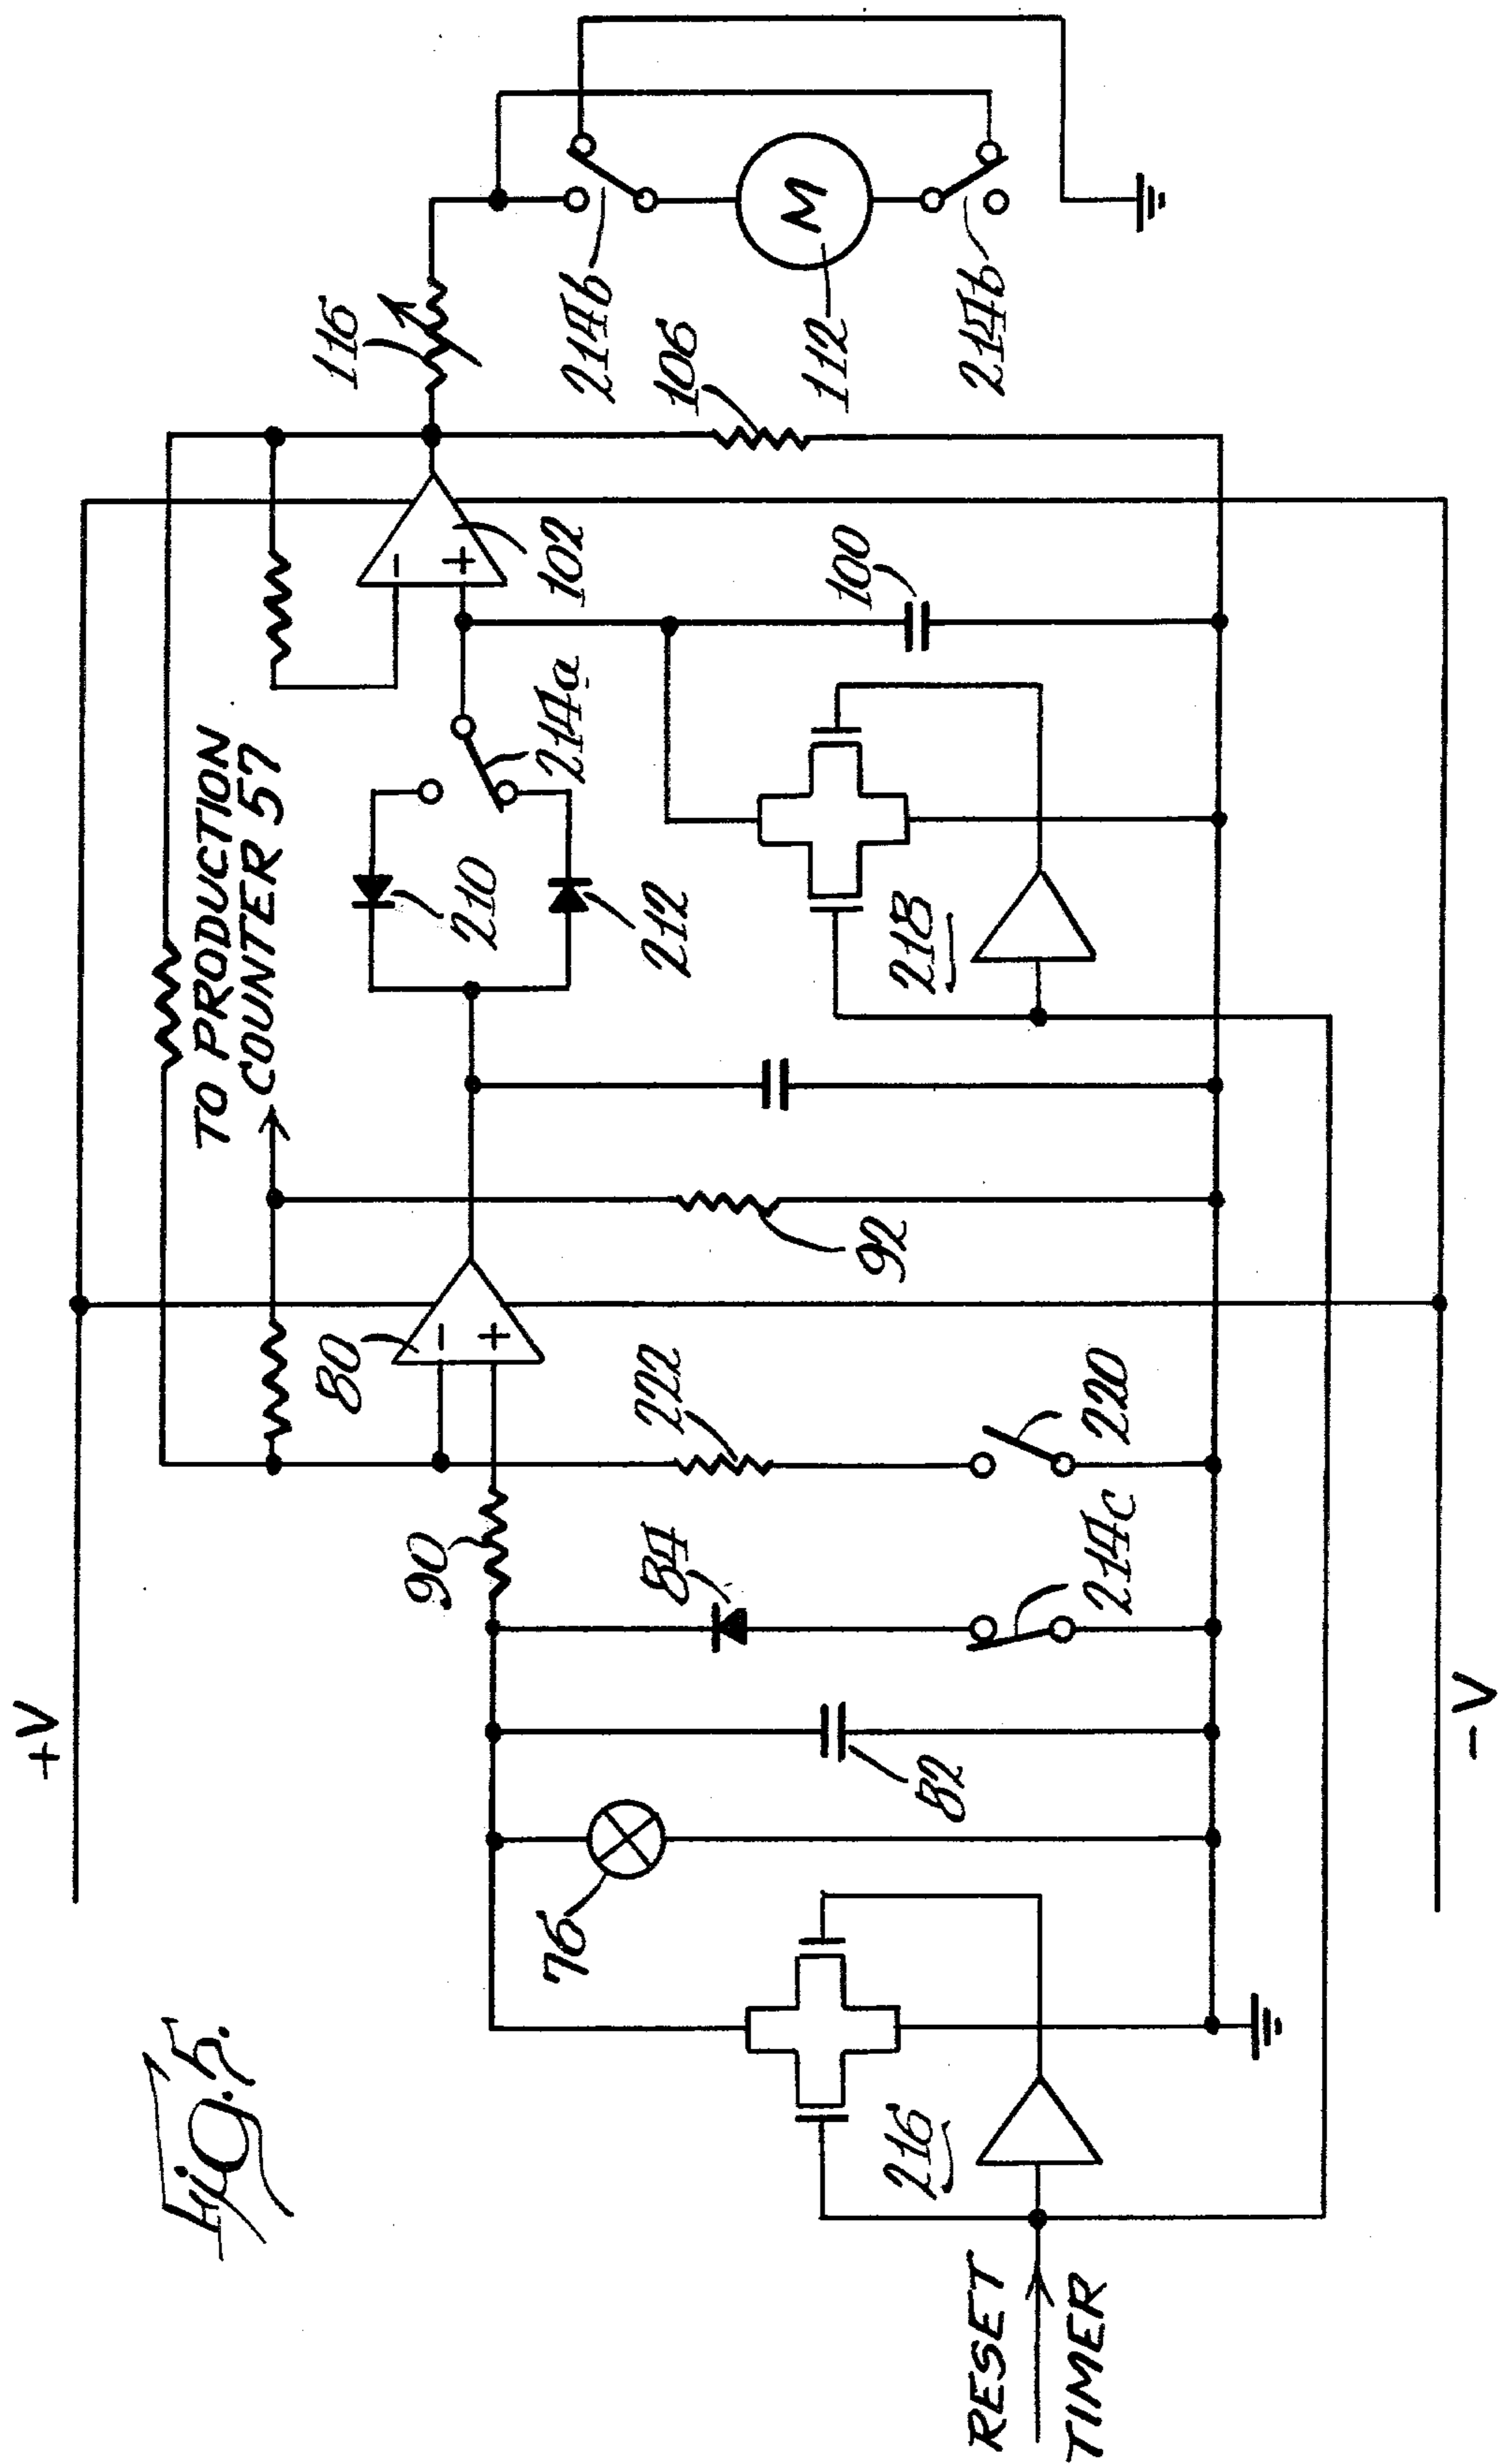 Fig. 5.
+V
-V
RESET
TIMER
216
76
82
84
214c
90
222
220
80
92
TO PRODUCTION
COUNTER 57
210
212
214a
218
100
102
106
116
214b
M
112
214b
-
+
-
+